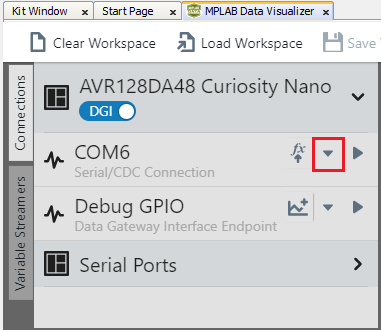 Kit Window
Start Page
MPLAB Data Visualizer
Clear Workspace
Load Workspace
Save
Connections
Variable Streamers
AVR128DA48 Curiosity Nano
DGI
COM6
Serial/CDC Connection
Debug GPIO
Data Gateway Interface Endpoint
Serial Ports